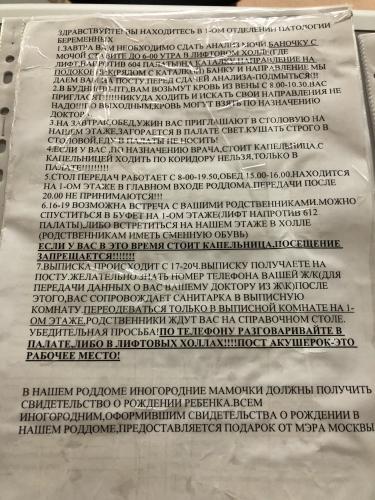 ЗДРАВСТВУЙТЕ!ВЫ НАХОДИТЕСЬ В 1-ОМ ОТДЕЛЕНИИ ПАТОЛОГИИ
БЕРЕМЕННЫХ
1.ЗАВТРА ВАМ НЕОБХОДИМО СДАТЬ АНАЛИЗ МОЧИ БАНОЧКУ С
МОЧОЙ СТАВИТЕ ДО 6-00 УТРА В ЛИФТОВОМ ХОЛЛЕ(ГДЕ
ЛИФТ,НАПРОТИВ 604 ПАЛАТЫ)НА КАТАЛКУ,НАПРАВЛЕНИЕ НА
ПОДОКОННИК(РЯДОМ С КАТАЛКОЙ)БАНКУ И НАПРАВЛЕНИЕ МЫ
ДАЕМ ВАМ НА ПОСТУ.ПЕРЕД СДАЧЕЙ АНАЛИЗА-ПОДМЫТЬСЯ!!!
2.В БУДНИ ВАМ ВОЗЬМУТ КРОВЬ ИЗ ВЕНЫ С 8.00-10.30.ВАС
НИКУДА ХОДИТЬ И ИСКАТЬ СВОИ НАПРАВЛЕНИЯ НЕ
КРОВЬ МОГУТ ВЗЯТЬ ПО НАЗНАЧЕНИЮ
ДОКТОРА
3.НА ЗАВТРАК,ОБЕД,УЖИН ВАС ПРИГЛАШАЮТ В СТОЛОВУЮ НА
НАШЕМ ЭТАЖЕ.ЗАГОРАЕТСЯ В ПАЛАТЕ СВЕТ.КУШАТЬ СТРОГО В
СТОЛОВОЙ,ЕДУ В ПАЛАТЫ НЕ НОСИТЬ!
4.ЕСЛИ У ВАС ,ПО НАЗНАЧЕНИЮ ВРАЧА,СТОИТ КАПЕЛЬНИЦА,С
КАПЕЛЬНИЦЕЙ ХОДИТЬ ПО КОРИДОРУ НЕЛЬЗЯ,ТОЛЬКО В
ПАЛАТЕ!!!!!!!!!!
5.СТОЛ ПЕРЕДАЧ РАБОТАЕТ С 8-00-19.50,ОБЕД 15.00-16.00.НАХОДИТСЯ
НА 1-ОМ ЭТАЖЕ В ГЛАВНОМ ВХОДЕ РОДДОМА.ПЕРЕДАЧИ ПОСЛЕ
20.00 НЕ ПРИНИМАЮТСЯ!!!
6.16-19 ВОЗМОЖНА ВСТРЕЧА С ВАШИМИ РОДСТВЕННИКАМИ.МОЖНО
СПУСТИТЬСЯ В БУФЕТ НА 1-ОМ ЭТАЖЕ(ЛИФТ НАПРОТИВ 612
ПАЛАТЫ),ЛИБО ВСТРЕТИТЬСЯ НА НАШЕМ ЭТАЖЕ В ХОЛЛЕ
(РОДСТВЕННИКАМ ИМЕТЬ СМЕННУЮ ОБУВЬ)
ЕСЛИ У ВАС В ЭТО ВРЕМЯ СТОИТ КАПЕЛЬНИЦА,ПОСЕЩЕНИЕ
ЗАПРЕЩАЕТСЯ!!!!!!!
7.ВЫПИСКА ПРОИСХОДИТ С 17-20Ч.ВЫПИСКУ ПОЛУЧАЕТЕ НА
ПОСТУ.ЖЕЛАТЕЛЬНО ЗНАТЬ НОМЕР ТЕЛЕФОНА ВАШЕЙ Ж/К(ДЛЯ
ПЕРЕДАЧИ ДАННЫХ О ВАС ВАШЕМУ ДОКТОРУ ИЗ Ж/К)ПОСЛЕ
ЭТОГО,ВАС СОПРОВОЖДАЕТ САНИТАРКА В ВЫПИСНУЮ
КОМНАТУ.ПЕРЕОДЕВАТЬСЯ ТОЛЬКО В ВЫПИСНОЙ КОМНАТЕ НА 1-
ОМ ЭТАЖЕ,РОДСТВЕННИКИ ЖДУТ ВАС НА СПРАВОЧНОМ СТОЛЕ.
УБЕДИТЕЛЬНАЯ ПРОСЬБА!ПО ТЕЛЕФОНУ РАЗГОВАРИВАЙТЕ В
ПАЛАТЕ,ЛИБО В ЛИФТОВЫХ ХОЛЛАХ!!!!ПОСТ АКУШЕРОК-ЭТО
РАБОЧЕЕ МЕСТО!
В НАШЕМ РОДДОМЕ ИНОГОРОДНИЕ МАМОЧКИ ДОЛЖНЫ ПОЛУЧИТЬ
СВИДЕТЕЛЬСТВО О РОЖДЕНИИ РЕБЕНКА.ВСЕМ
ИНОГОРОДНИМ,ОФОРМИВШИМ СВИДЕТЕЛЬСТВА О РОЖДЕНИИ В
НАШЕМ РОДДОМЕ,ПРЕДОСТАВЛЯЕТСЯ ПОДАРОК ОТ МЭРА МОСКВЫ